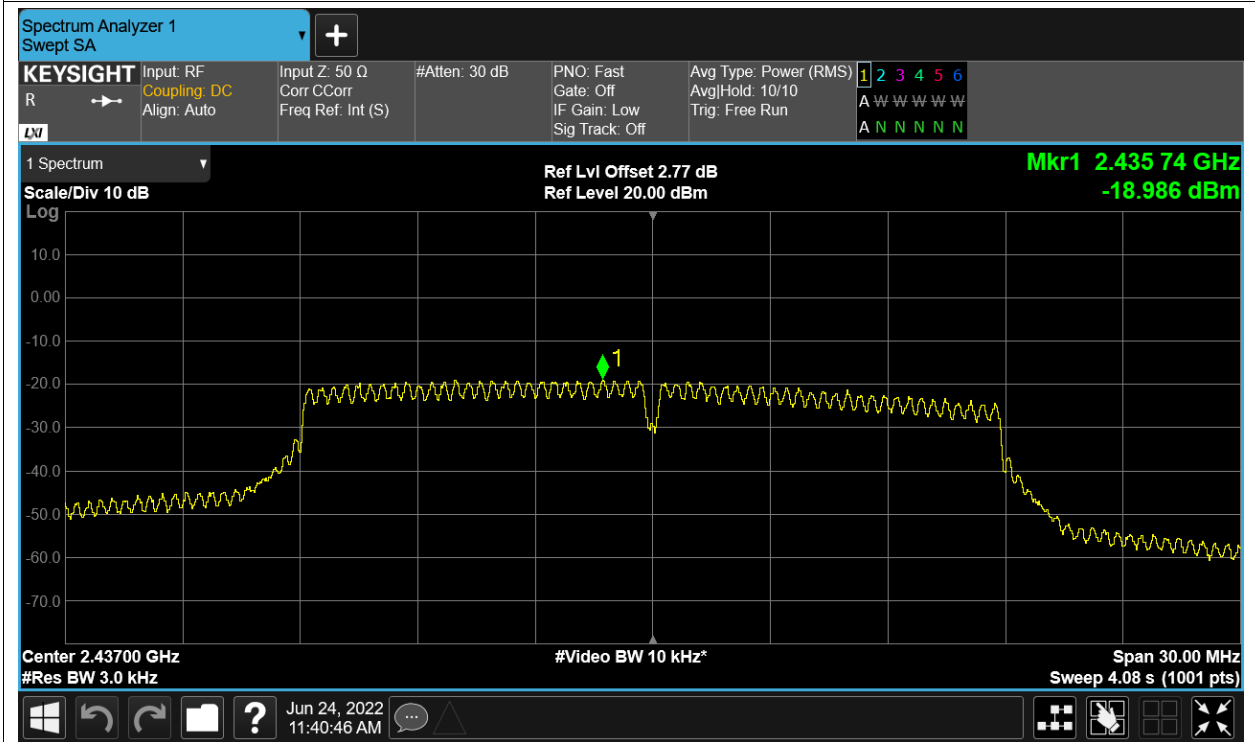 Spectrum Analyzer 1
Swept SA
KEYSIGHT
R
LXI
Input: RF
Coupling: DC
Align: Auto
Input Z: 50 Ω
Corr CCorr
Freq Ref: Int (S)
#Atten: 30 dB
PNO: Fast
Gate: Off
IF Gain: Low
Sig Track: Off
Avg Type: Power (RMS)
Avg|Hold: 10/10
Trig: Free Run
1 2 3 4 5 6
A W W W W W
A N N N N N
1 Spectrum
Scale/Div 10 dB
Ref Lvl Offset 2.77 dB
Ref Level 20.00 dBm
Mkr1 2.435 74 GHz
-18.986 dBm
Log
10.0
0.00
-10.0
-20.0
-30.0
-40.0
-50.0
-60.0
-70.0
1
Center 2.43700 GHz
#Res BW 3.0 kHz
#Video BW 10 kHz*
Span 30.00 MHz
Sweep 4.08 s (1001 pts)
?
Jun 24, 2022
11:40:46 AM